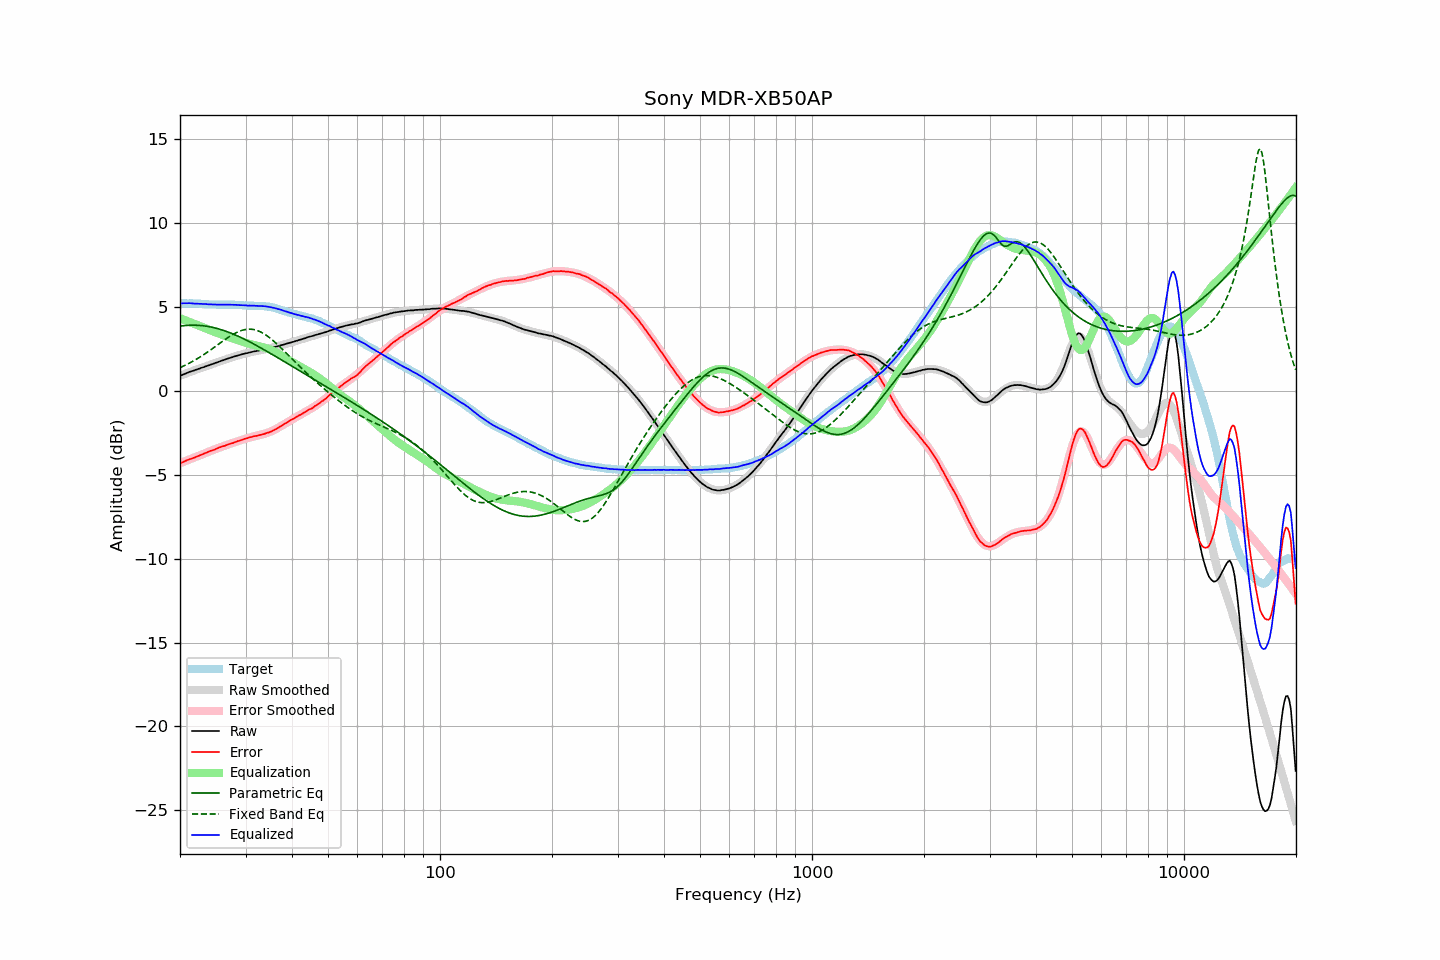 Sony MDR-XB50AP
15
10
5
0
−5
−10
−15
−20
−25
Amplitude (dBr)
Target
Raw Smoothed
Error Smoothed
Raw
Error
Equalization
Parametric Eq
Fixed Band Eq
Equalized
100
1000
10000
Frequency (Hz)